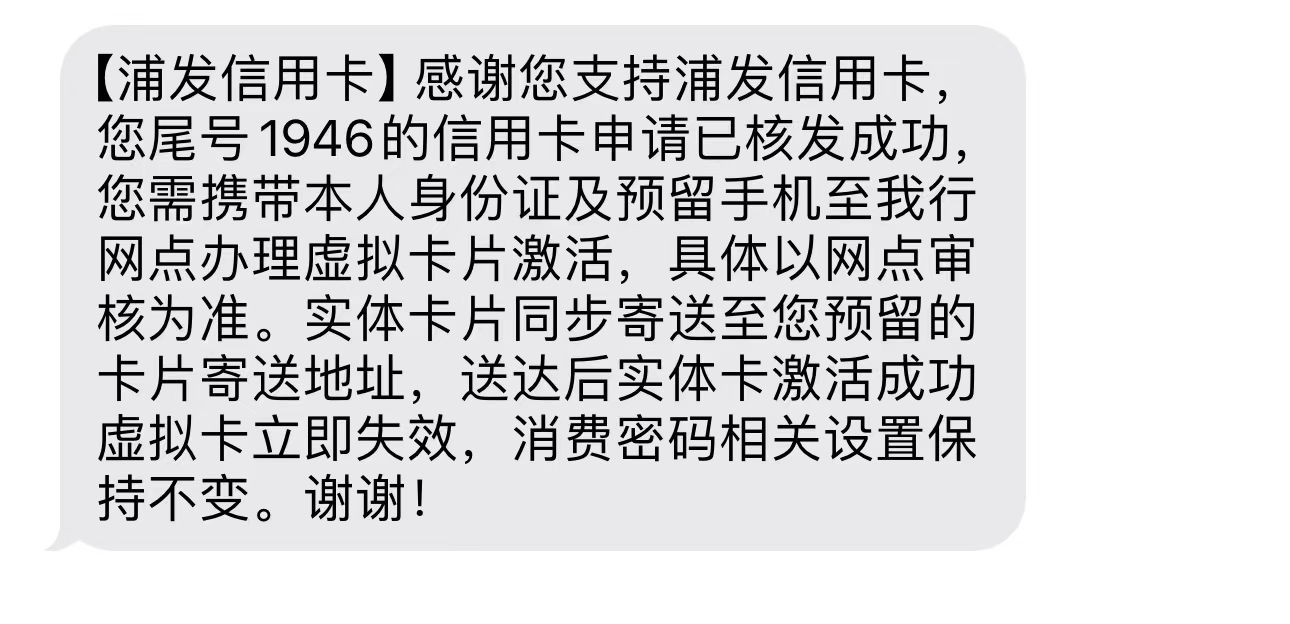 【浦发信用卡】感谢您支持浦发信用卡，
您尾号1946的信用卡申请已核发成功，
您需携带本人身份证及预留手机至我行
网点办理虚拟卡片激活，具体以网点审
核为准。实体卡片同步寄送至您预留的
卡片寄送地址，送达后实体卡激活成功
虚拟卡立即失效，消费密码相关设置保
持不变。谢谢！